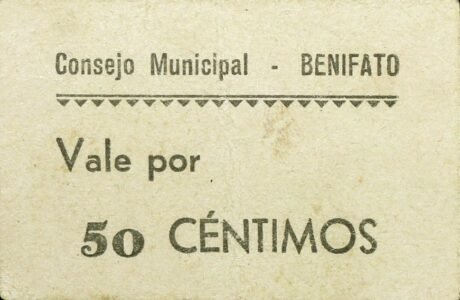 Consejo Municipal - BENIFATO
Vale por
50 CÉNTIMOS